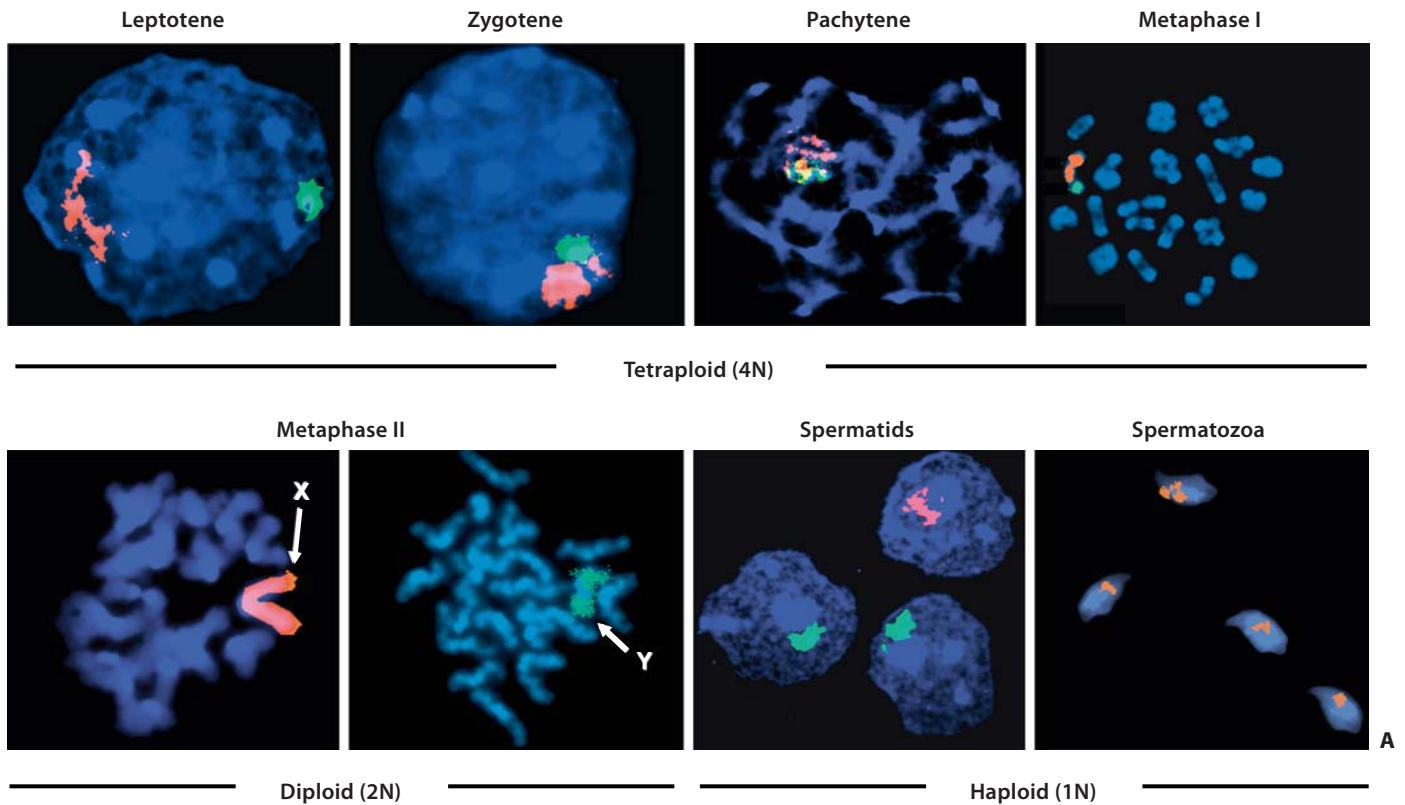 Leptotene Zygotene Pachytene Metaphase I
Tetraploid (4N)
Metaphase II Spermatids Spermatozoa
X
Y
A
Diploid (2N) Haploid (1N)